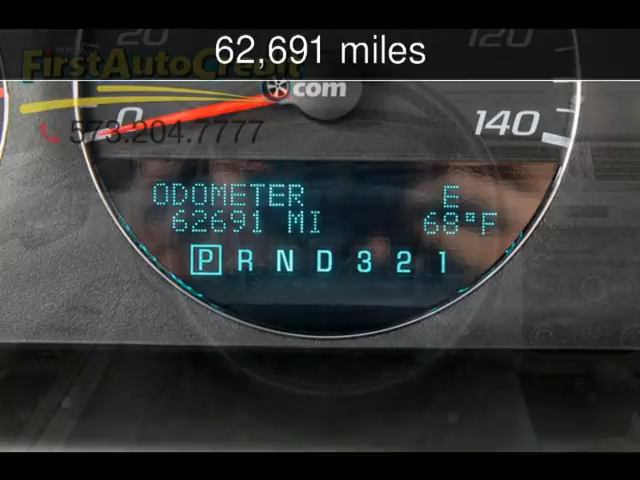 62,691 miles
20
120
FirstAutoCredit
.com
573.204.7777
0
140
ODOMETER E
62691 MI 68°F
P R N D 3 2 1